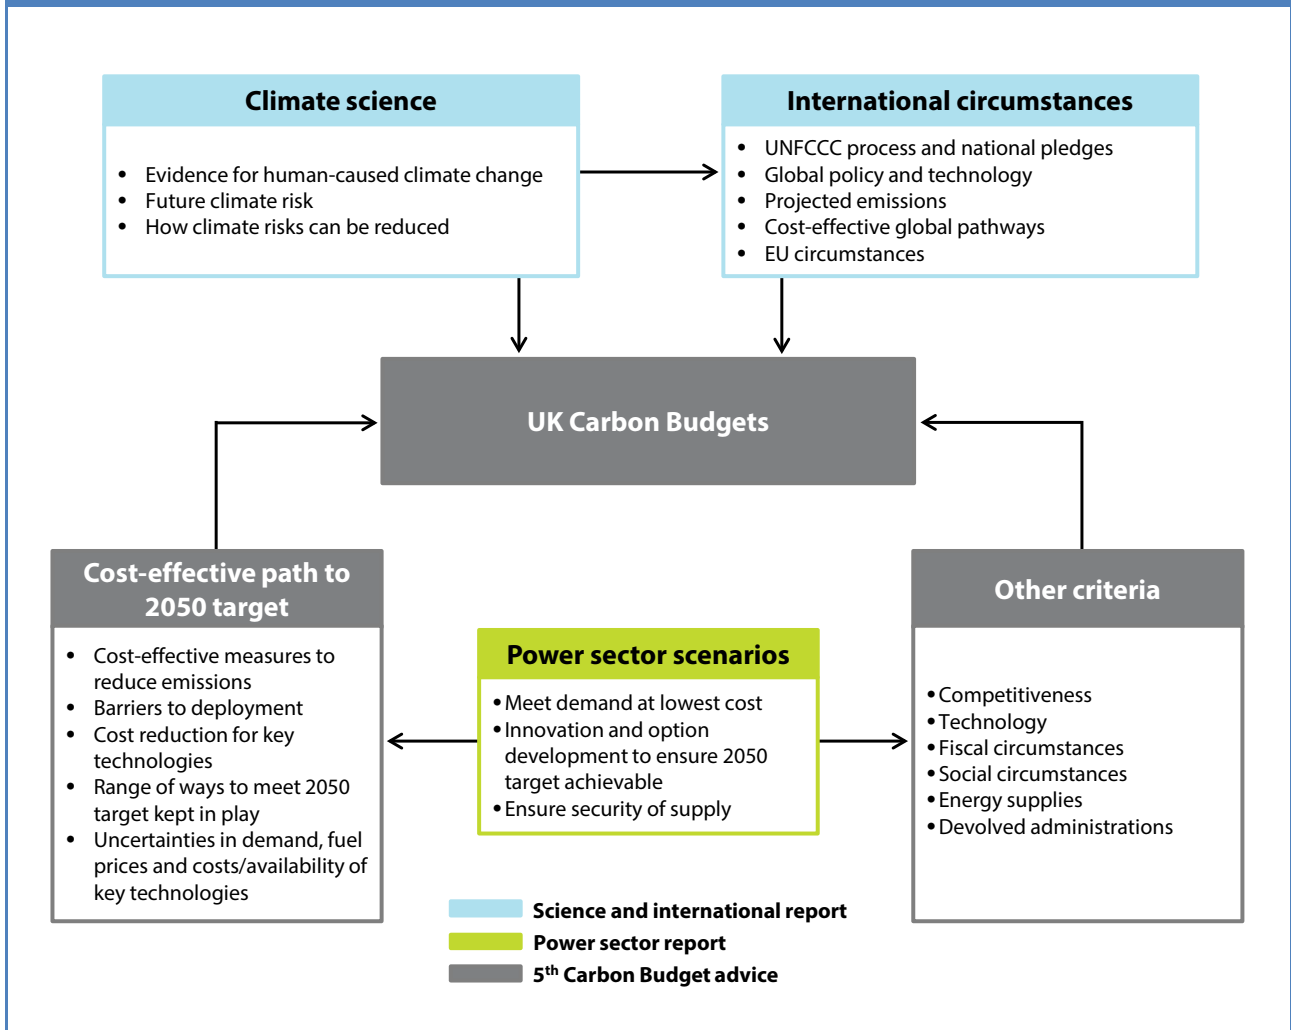 Climate science
• Evidence for human-caused climate change
• Future climate risk
• How climate risks can be reduced
International circumstances
• UNFCCC process and national pledges
• Global policy and technology
• Projected emissions
• Cost-effective global pathways
• EU circumstances
UK Carbon Budgets
Cost-effective path to
2050 target
• Cost-effective measures to
reduce emissions
• Barriers to deployment
• Cost reduction for key
technologies
• Range of ways to meet 2050
target kept in play
• Uncertainties in demand, fuel
prices and costs/availability of
key technologies
Power sector scenarios
• Meet demand at lowest cost
• Innovation and option
development to ensure 2050
target achievable
• Ensure security of supply
Other criteria
• Competitiveness
• Technology
• Fiscal circumstances
• Social circumstances
• Energy supplies
• Devolved administrations
Science and international report
Power sector report
5th Carbon Budget advice